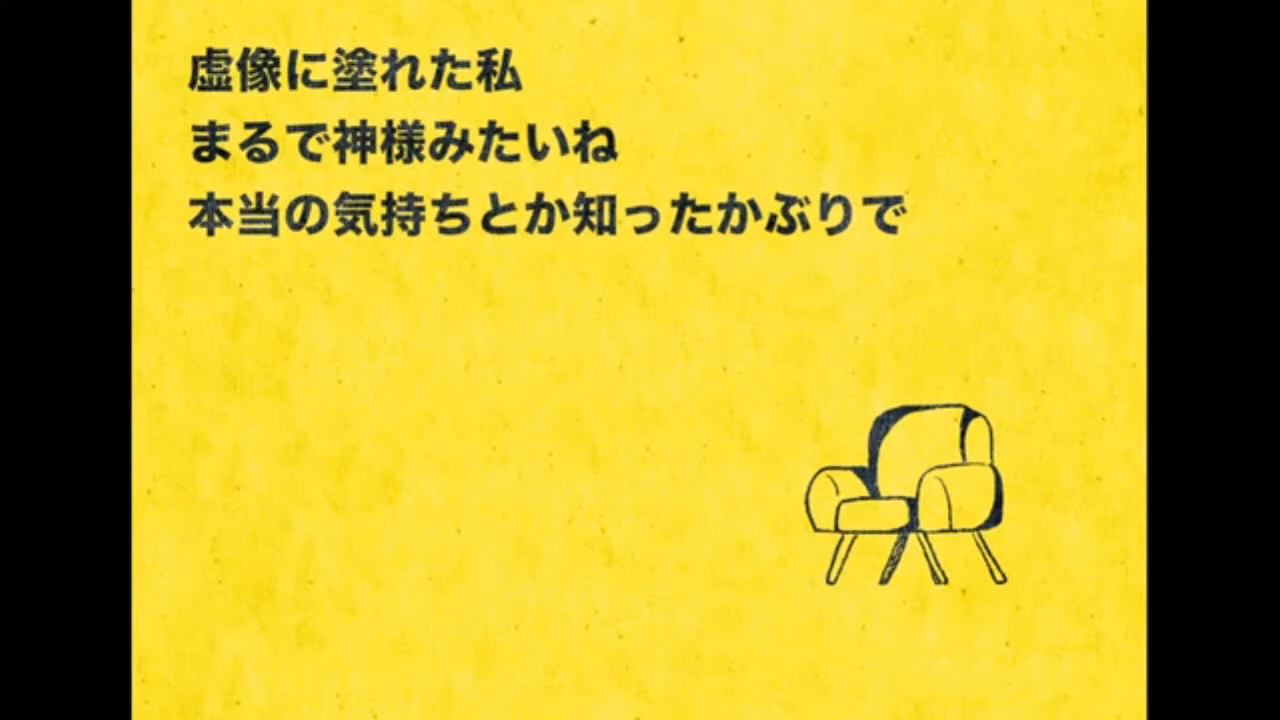 虚像に塗れた私
まるで神様みたいね
本当の気持ちとか知ったかぶりで